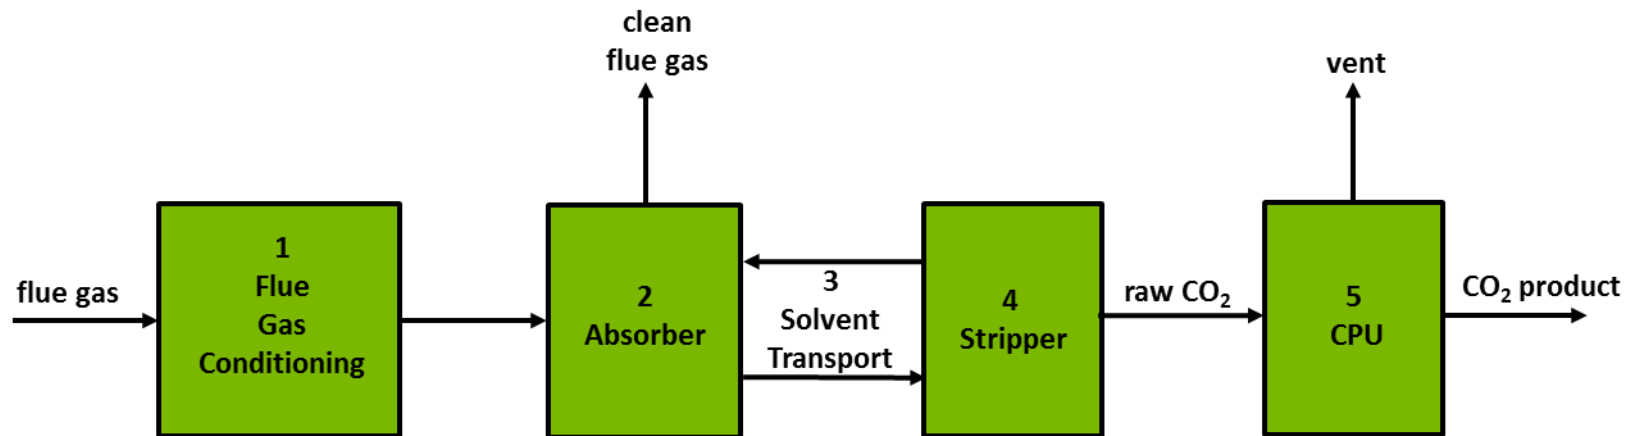 clean
flue gas
vent
flue gas
1
Flue
Gas
Conditioning
2
Absorber
3
Solvent
Transport
4
Stripper
raw CO₂
5
CPU
CO₂ product